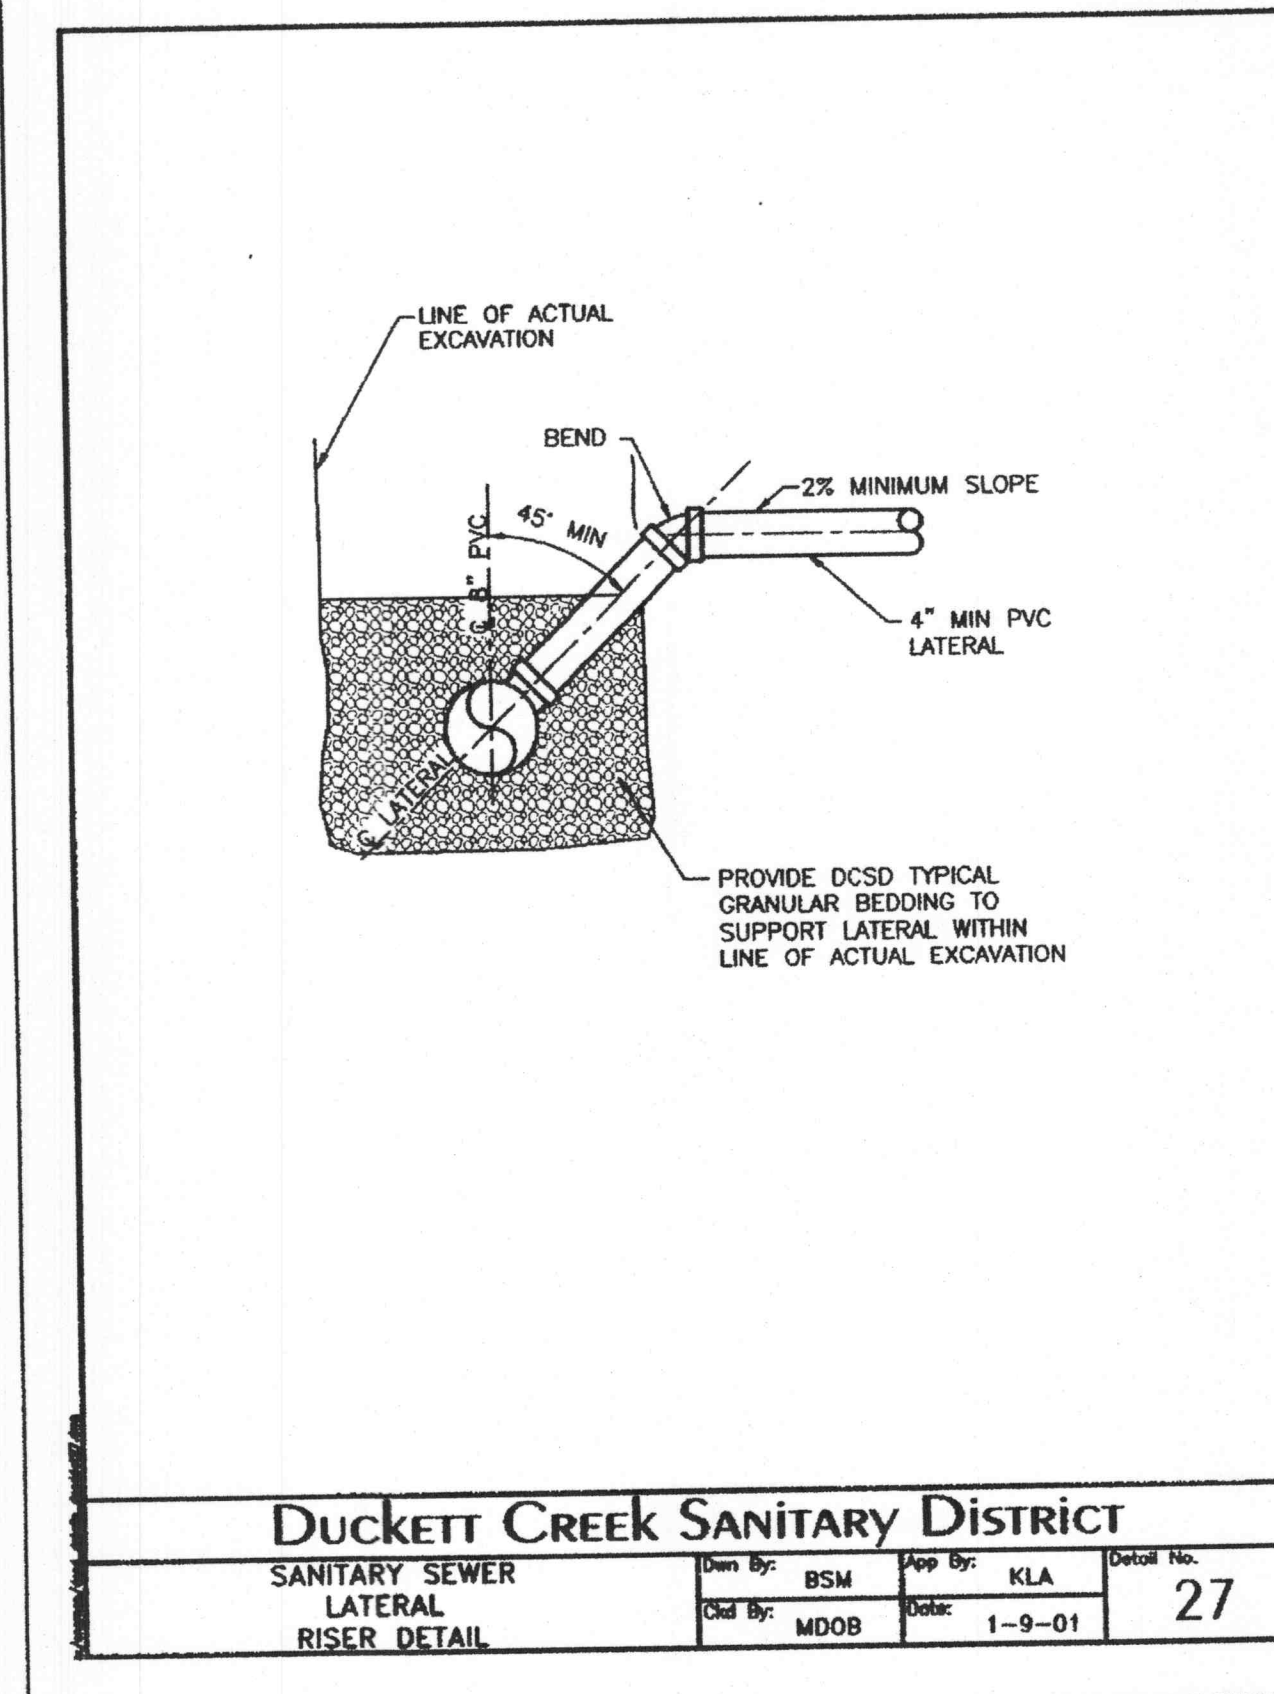 LINE OF ACTUAL
EXCAVATION
BEND
2% MINIMUM SLOPE
45° MIN
℄ 8" PVC
4" MIN PVC
LATERAL
℄ LATERAL
PROVIDE DCSD TYPICAL
GRANULAR BEDDING TO
SUPPORT LATERAL WITHIN
LINE OF ACTUAL EXCAVATION
DUCKETT CREEK SANITARY DISTRICT
SANITARY SEWER
LATERAL
RISER DETAIL
Dwn By: BSM
App By: KLA
Detail No. 27
Ckd By: MDOB
Date: 1-9-01